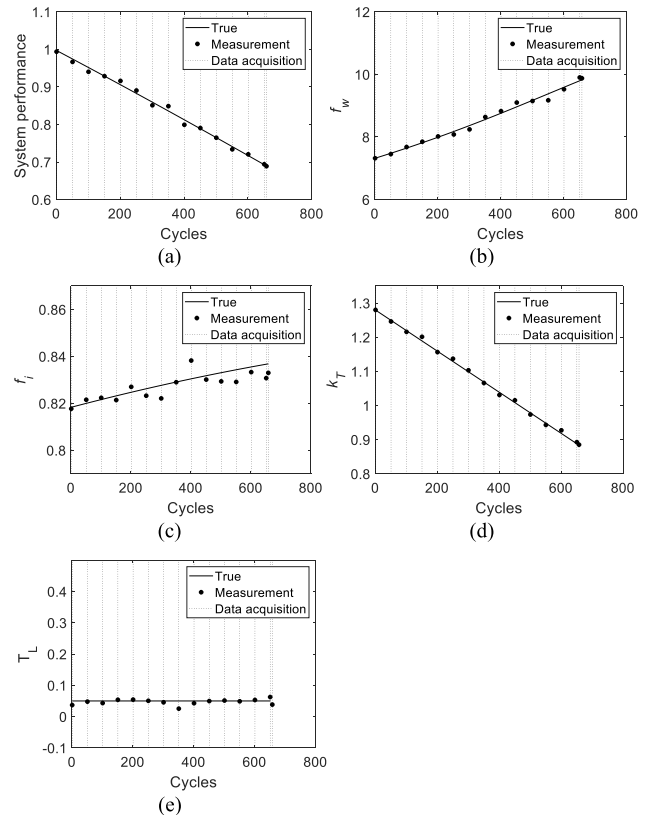 1.1
1
0.9
0.8
0.7
0.6
System performance
0 200 400 600 800
Cycles
True
Measurement
Data acquisition
(a)
12
10
8
6
f_w
0 200 400 600 800
Cycles
True
Measurement
Data acquisition
(b)
0.86
0.84
0.82
0.8
f_i
0 200 400 600 800
Cycles
True
Measurement
Data acquisition
(c)
1.3
1.2
1.1
1
0.9
0.8
k_T
0 200 400 600 800
Cycles
True
Measurement
Data acquisition
(d)
0.4
0.3
0.2
0.1
0
-0.1
T_L
0 200 400 600 800
Cycles
True
Measurement
Data acquisition
(e)